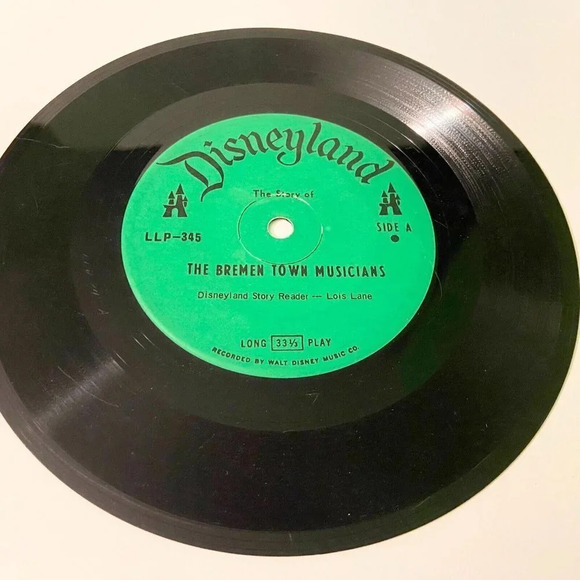 Disneyland
The Story of
LLP-345
SIDE A
THE BREMEN TOWN MUSICIANS
Disneyland Story Reader -- Lois Lane
LONG 33⅓ PLAY
RECORDED BY WALT DISNEY MUSIC CO.